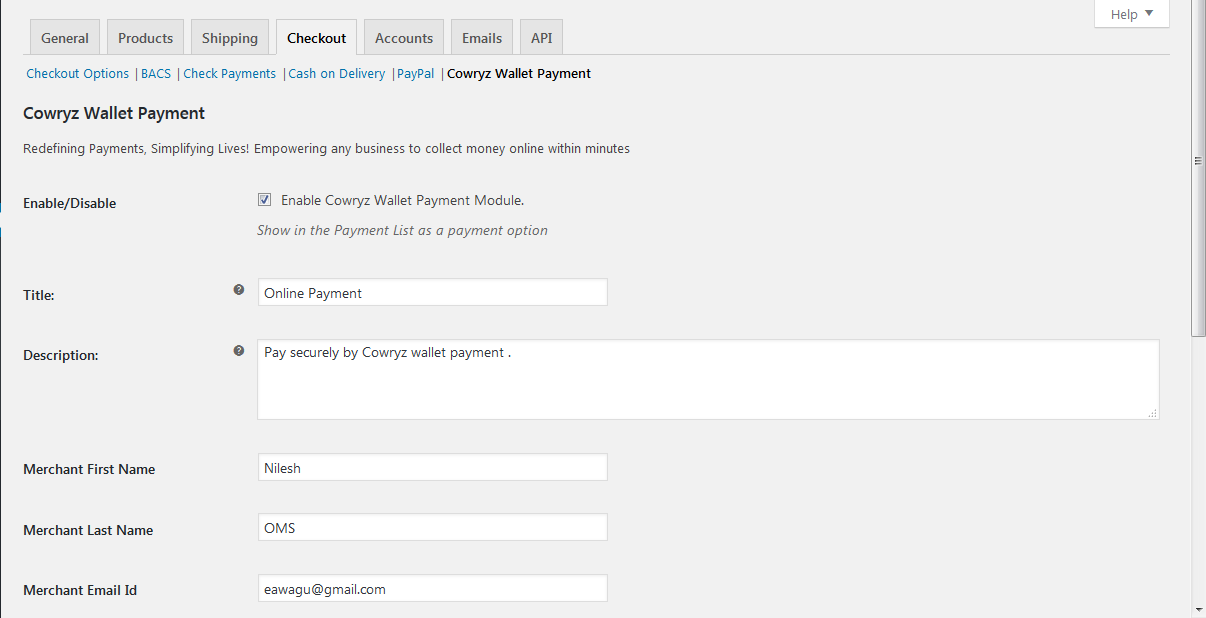 Help
General Products Shipping Checkout Accounts Emails API
Checkout Options | BACS | Check Payments | Cash on Delivery | PayPal | Cowryz Wallet Payment
Cowryz Wallet Payment
Redefining Payments, Simplifying Lives! Empowering any business to collect money online within minutes
Enable/Disable Enable Cowryz Wallet Payment Module.
Show in the Payment List as a payment option
Title: ? Online Payment
Description: ? Pay securely by Cowryz wallet payment .
Merchant First Name Nilesh
Merchant Last Name OMS
Merchant Email Id eawagu@gmail.com